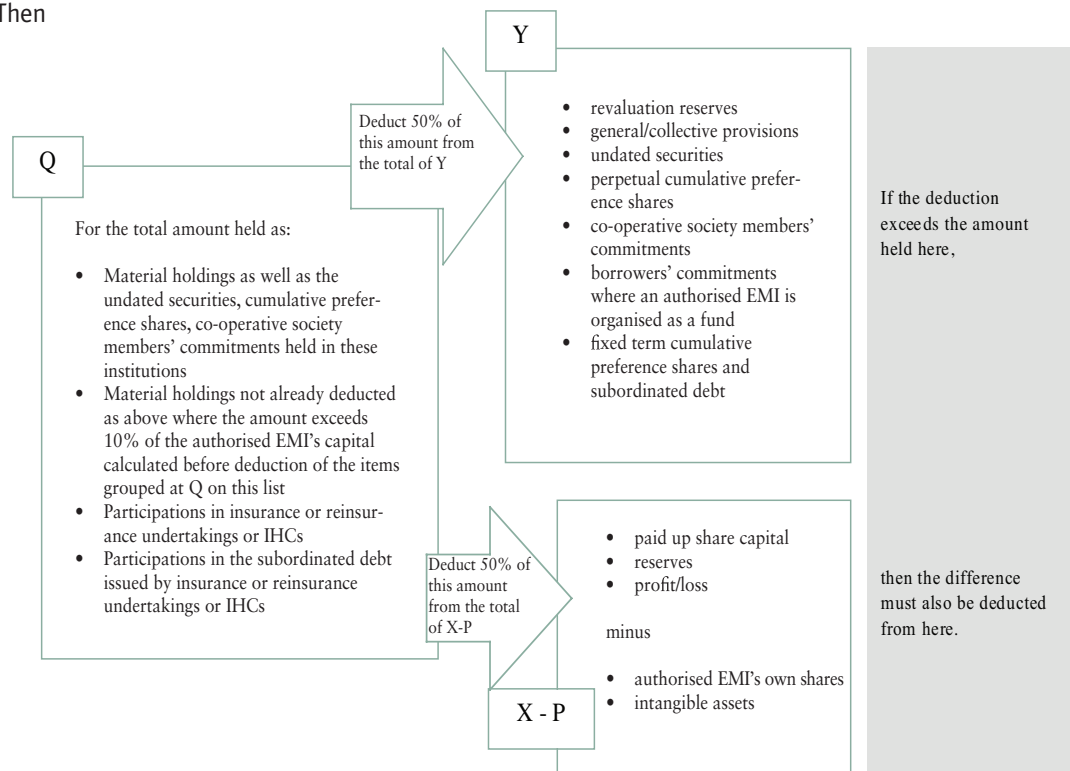 Then
Y
Deduct 50% of
this amount from
the total of Y
• revaluation reserves
• general/collective provisions
• undated securities
• perpetual cumulative prefer-
ence shares
• co-operative society members’
commitments
• borrowers’ commitments
where an authorised EMI is
organised as a fund
• fixed term cumulative
preference shares and
subordinated debt
If the deduction
exceeds the amount
held here,
Q
For the total amount held as:
• Material holdings as well as the
undated securities, cumulative prefer-
ence shares, co-operative society
members’ commitments held in these
institutions
• Material holdings not already deducted
as above where the amount exceeds
10% of the authorised EMI’s capital
calculated before deduction of the items
grouped at Q on this list
• Participations in insurance or reinsur-
ance undertakings or IHCs
• Participations in the subordinated debt
issued by insurance or reinsurance
undertakings or IHCs
Deduct 50% of
this amount
from the total
of X-P
• paid up share capital
• reserves
• profit/loss
minus
• authorised EMI’s own shares
• intangible assets
X - P
then the difference
must also be deducted
from here.